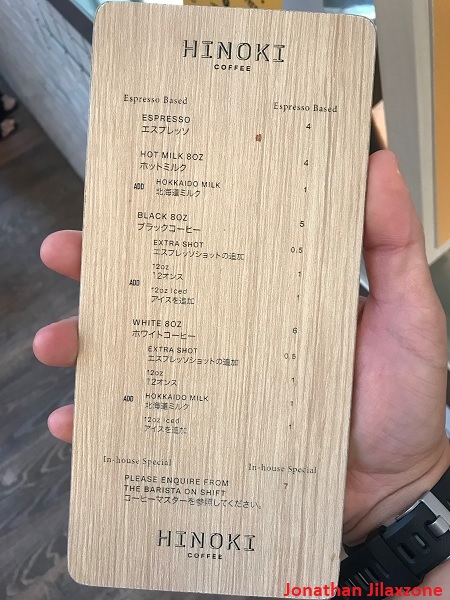 HINOKI
COFFEE
Espresso Based Espresso Based
ESPRESSO 4
エスプレッソ
HOT MILK 8OZ 4
ホットミルク
ADD HOKKAIDO MILK 1
北海道ミルク
BLACK 8OZ 5
ブラックコーヒー
EXTRA SHOT 0.5
エスプレッソショットの追加
12oz 1
12オンス
ADD
12oz Iced 1
アイスを追加
WHITE 8OZ 6
ホワイトコーヒー
EXTRA SHOT 0.5
エスプレッソショットの追加
12oz 1
12オンス
ADD HOKKAIDO MILK 1
北海道ミルク
12oz Iced 1
アイスを追加
In-house Special In-house Special
PLEASE ENQUIRE FROM 7
THE BARISTA ON SHIFT
コーヒーマスターを参照してください。
HINOKI
COFFEE
Jonathan Jilaxzone